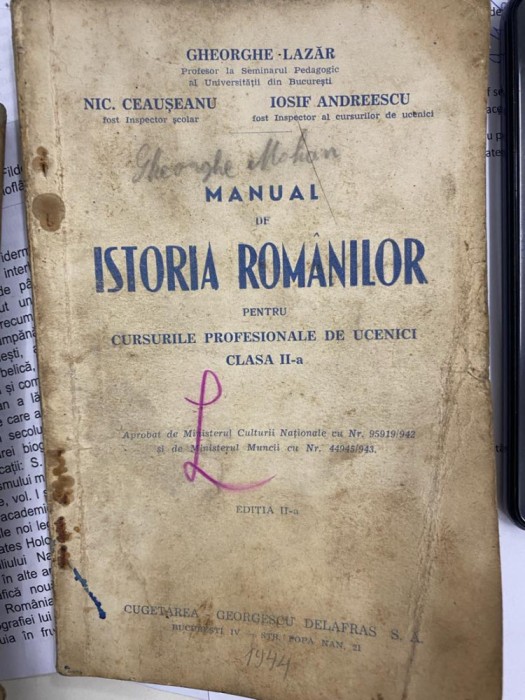 GHEORGHE LAZĂR
Profesor la Seminarul Pedagogic
al Universității din București
NIC. CEAUȘEANU
fost Inspector școlar
IOSIF ANDREESCU
fost Inspector al cursurilor de ucenici
Gheorghe Mohan
MANUAL
DE
ISTORIA ROMÂNILOR
PENTRU
CURSURILE PROFESIONALE DE UCENICI
CLASA II-a
L
Aprobat de Ministerul Culturii Naționale cu Nr. 95919/942
și de Ministerul Muncii cu Nr. 44945/943.
EDITIA II-a
CUGETAREA - GEORGESCU DELAFRAS S. A.
BUCUREȘTI IV - STR. POPA NAN, 21
1944